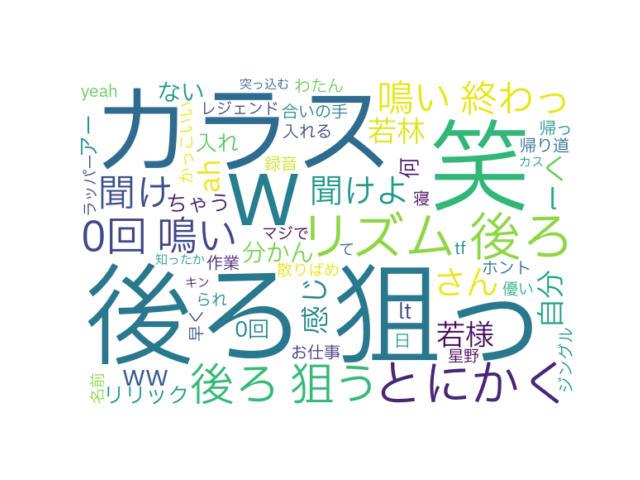 yeah
ない
突っ込む
わたん
レジェンド
合いの手
鳴い 終わっ
カラス
笑
アー
ラッパー
かっこいい
入れ
入れる
若林
帰っ
帰り道
カス
録音
ah
何
く
w
聞け
ちゃう
聞けよ
寝
ー
0回 鳴い
リズム
後ろ
マジで
分かん
て
tf
知ったか
作業
散りばめ
さん
ホント
キン
られ
感じ
優い
自分
後ろ 狙っ
早く
0回
lt
日
若様
お仕事
星野
ジングル
ww
名前
リリック
後ろ 狙う
とにかく